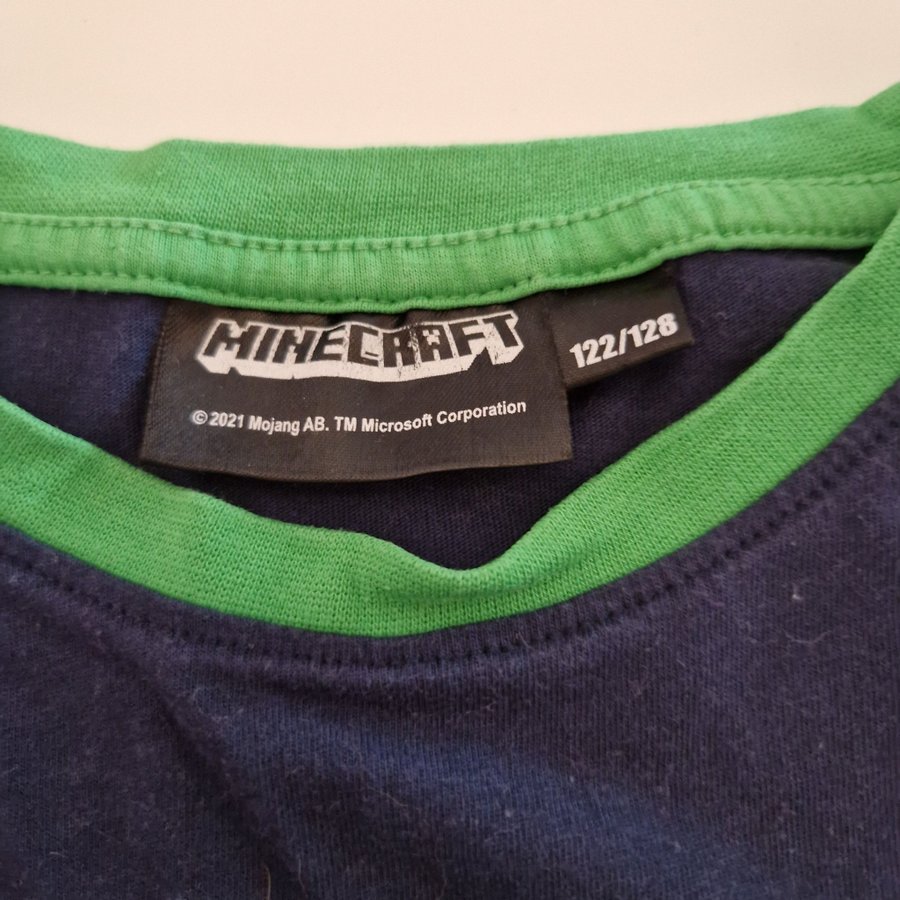 MINECRAFT
122/128
© 2021 Mojang AB. TM Microsoft Corporation